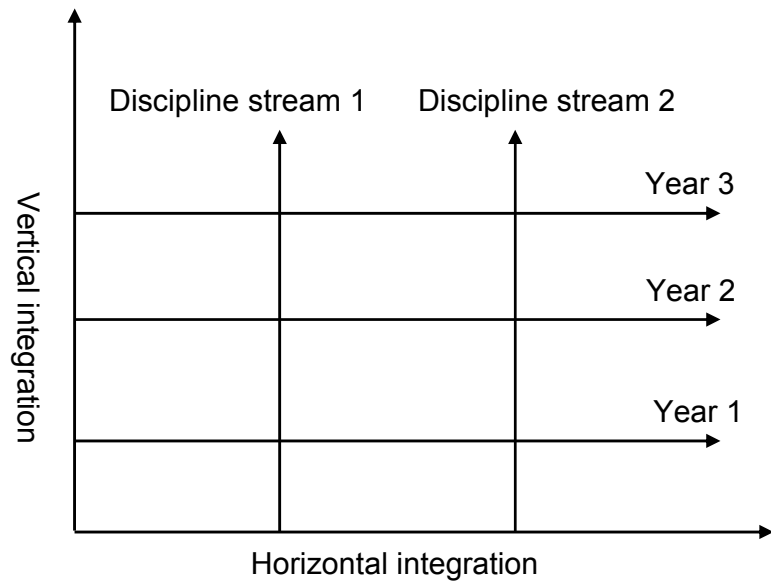 Discipline stream 1
Discipline stream 2
Year 3
Year 2
Year 1
Vertical integration
Horizontal integration